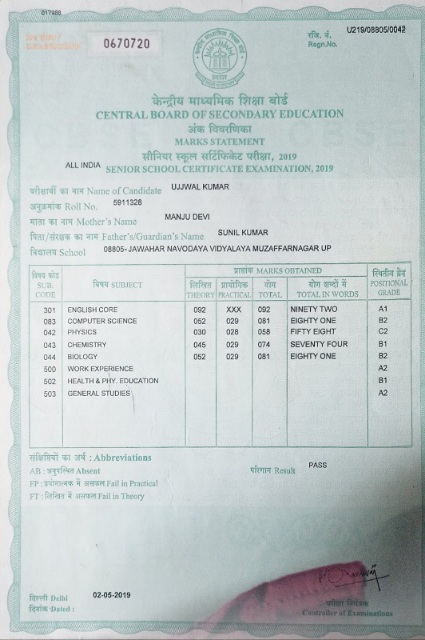 017988
0670720
रजि. नं.
Regn.No.
U219/08805/0042
केन्द्रीय माध्यमिक शिक्षा बोर्ड
CENTRAL BOARD OF SECONDARY EDUCATION
अंक विवरणिका
MARKS STATEMENT
सीनियर स्कूल सर्टिफिकेट परीक्षा, 2019
ALL INDIA SENIOR SCHOOL CERTIFICATE EXAMINATION, 2019
परीक्षार्थी का नाम Name of Candidate UJJWAL KUMAR
अनुक्रमांक Roll No. 5911326
माता का नाम Mother's Name MANJU DEVI
पिता/संरक्षक का नाम Father's/Guardian's Name SUNIL KUMAR
विद्यालय School 08805- JAWAHAR NAVODAYA VIDYALAYA MUZAFFARNAGAR UP
प्राप्तांक MARKS OBTAINED
विषय कोड विषय SUBJECT लिखित प्रायोगिक योग योग शब्दों में स्थितीय ग्रेड
SUB. CODE THEORY PRACTICAL TOTAL TOTAL IN WORDS POSITIONAL GRADE
301 ENGLISH CORE 092 XXX 092 NINETY TWO A1
083 COMPUTER SCIENCE 052 029 081 EIGHTY ONE B2
042 PHYSICS 030 028 058 FIFTY EIGHT C2
043 CHEMISTRY 045 029 074 SEVENTY FOUR B1
044 BIOLOGY 052 029 081 EIGHTY ONE B2
500 WORK EXPERIENCE A2
502 HEALTH & PHY. EDUCATION B1
503 GENERAL STUDIES A2
संक्षिप्तियों का अर्थ : Abbreviations
AB : अनुपस्थित Absent
परिणाम Result PASS
FP : प्रयोगात्मक में असफल Fail in Practical
FT : लिखित में असफल Fail in Theory
दिल्ली Delhi
दिनांक Dated : 02-05-2019
परीक्षा नियंत्रक
Controller of Examinations